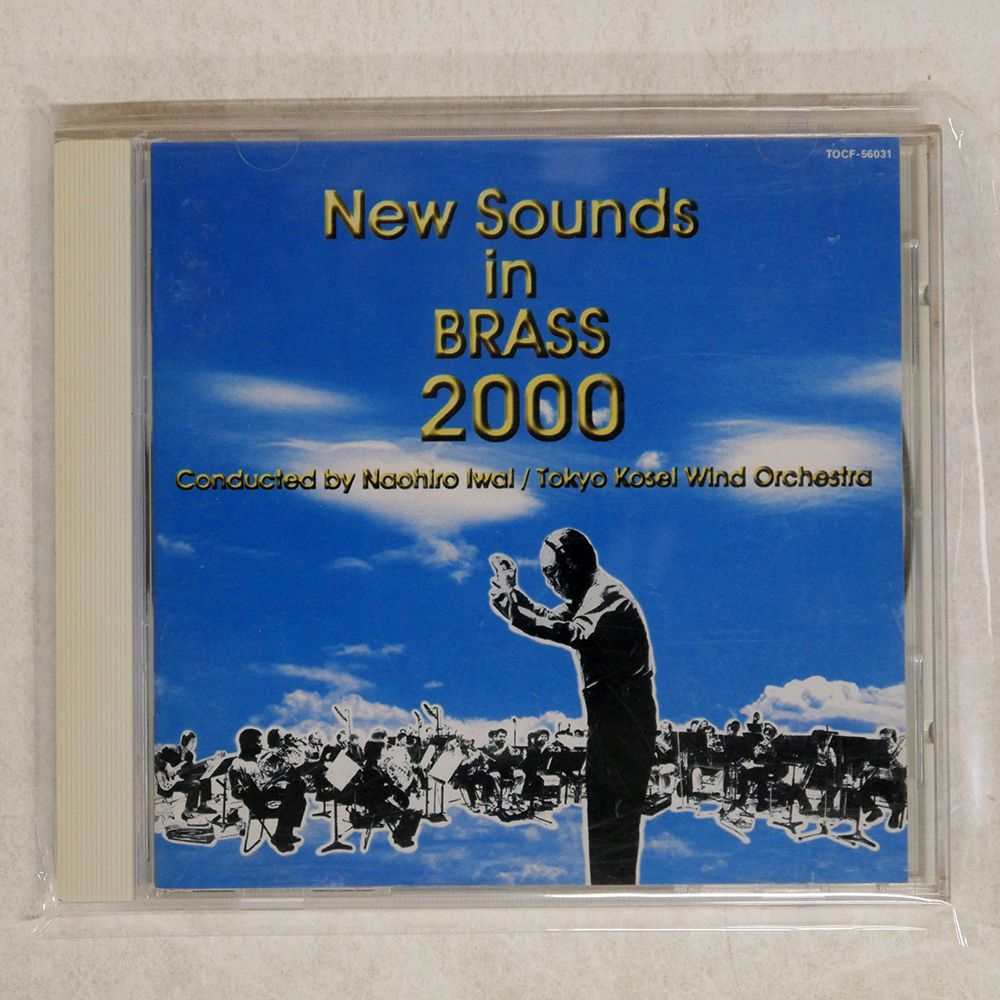 TOCF-56031
New Sounds
in
BRASS
2000
Conducted by Naohiro Iwai / Tokyo Kosei Wind Orchestra